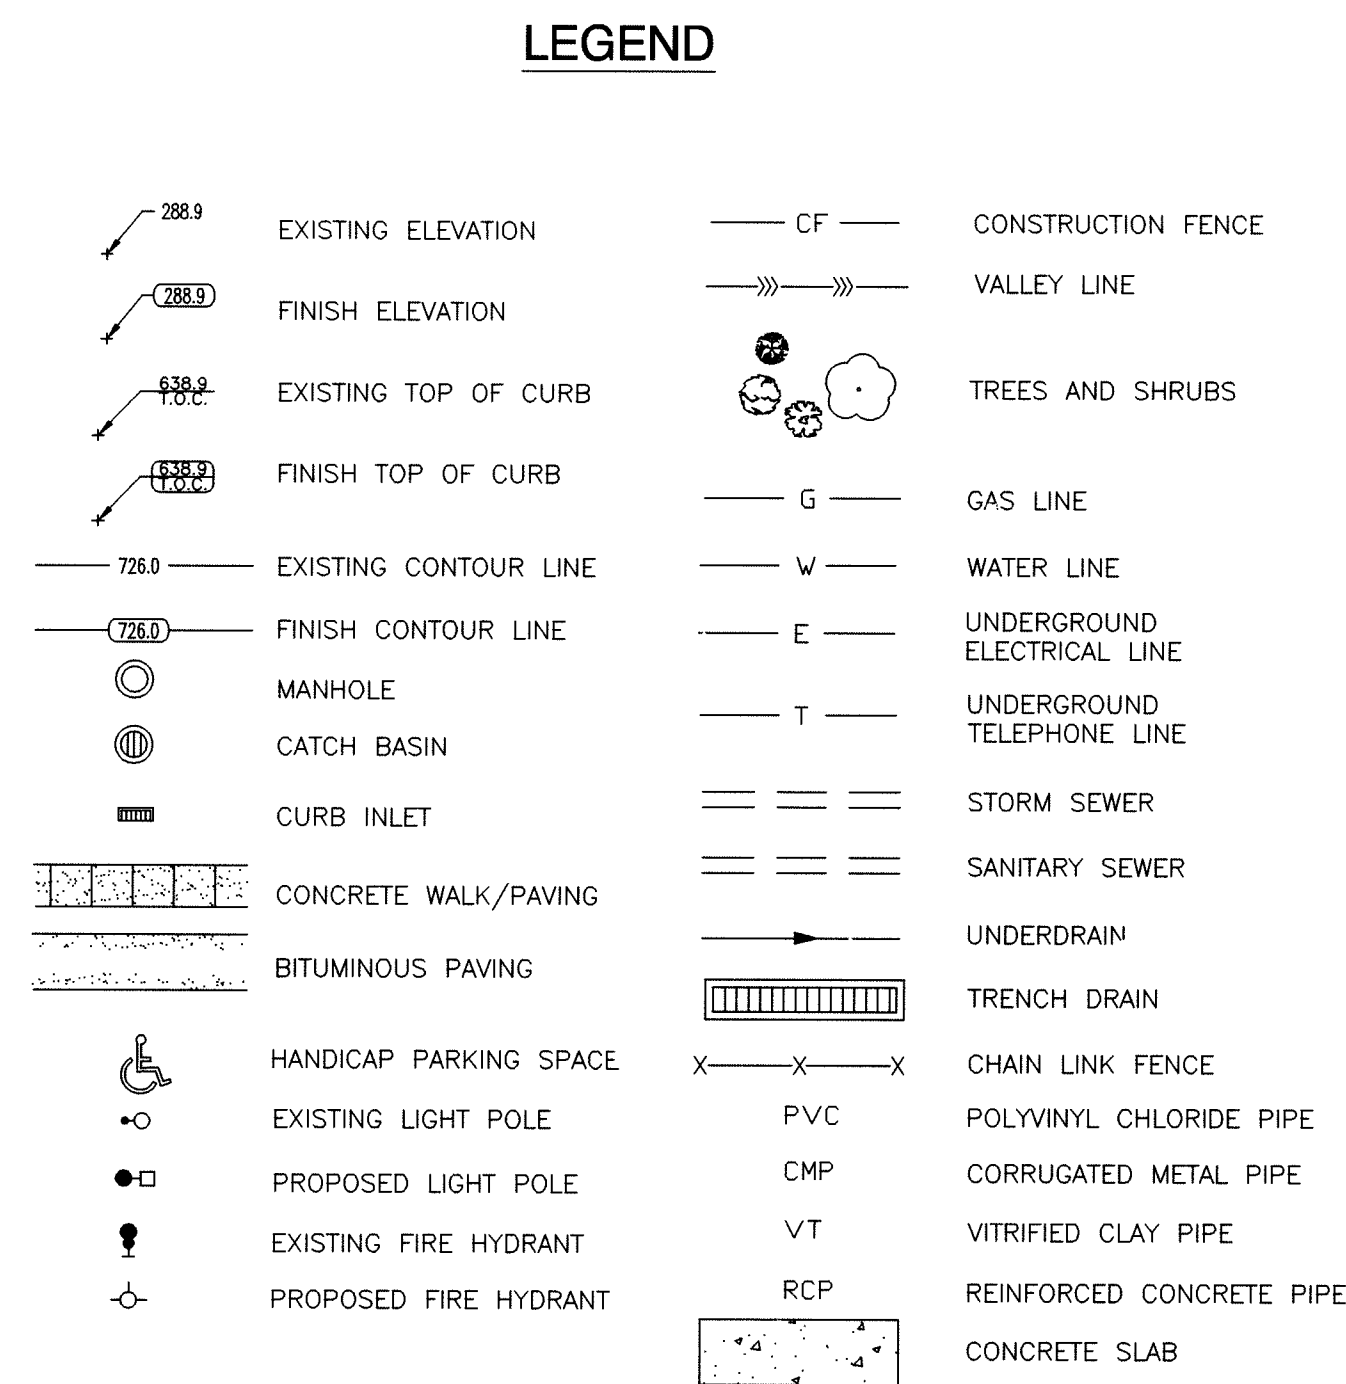 LEGEND
288.9
EXISTING ELEVATION
288.9
FINISH ELEVATION
638.9
T.O.C.
EXISTING TOP OF CURB
638.9
T.O.C.
FINISH TOP OF CURB
726.0
EXISTING CONTOUR LINE
726.0
FINISH CONTOUR LINE
MANHOLE
CATCH BASIN
CURB INLET
CONCRETE WALK/PAVING
BITUMINOUS PAVING
HANDICAP PARKING SPACE
EXISTING LIGHT POLE
PROPOSED LIGHT POLE
EXISTING FIRE HYDRANT
PROPOSED FIRE HYDRANT
CF
CONSTRUCTION FENCE
VALLEY LINE
TREES AND SHRUBS
G
GAS LINE
W
WATER LINE
E
UNDERGROUND
ELECTRICAL LINE
T
UNDERGROUND
TELEPHONE LINE
STORM SEWER
SANITARY SEWER
UNDERDRAIN
TRENCH DRAIN
X X X
CHAIN LINK FENCE
PVC
POLYVINYL CHLORIDE PIPE
CMP
CORRUGATED METAL PIPE
VT
VITRIFIED CLAY PIPE
RCP
REINFORCED CONCRETE PIPE
CONCRETE SLAB